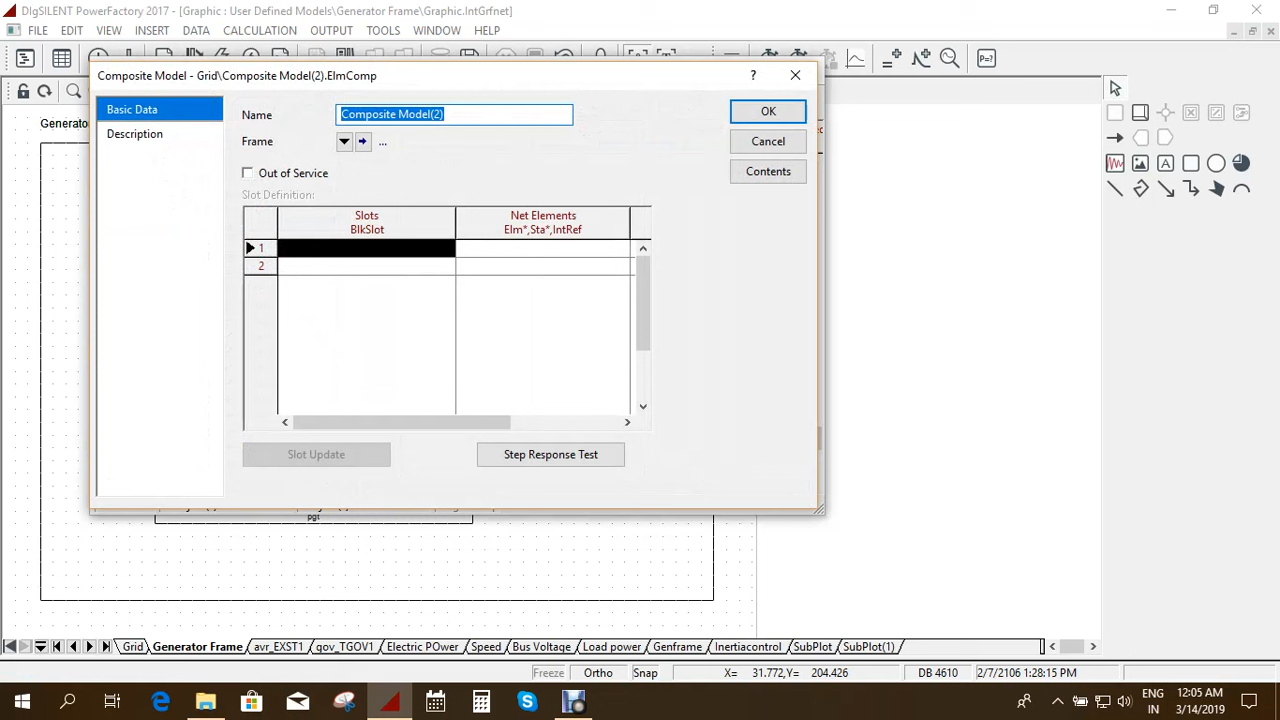 DIgSILENT PowerFactory 2017 - [Graphic : User Defined Models\Generator Frame\Graphic.IntGrfnet]
FILE EDIT VIEW INSERT DATA CALCULATION OUTPUT TOOLS WINDOW HELP
Composite Model - Grid\Composite Model(2).ElmComp
Basic Data
Description
Name Composite Model(2)
Frame ...
Out of Service
Slot Definition:
Slots
BlkSlot
Net Elements
Elm*,Sta*,IntRef
1
2
Slot Update
Step Response Test
OK
Cancel
Contents
Generator
pgt
Grid Generator Frame avr_EXST1 gov_TGOV1 Electric POwer Speed Bus Voltage Load power Genframe Inertiacontrol SubPlot SubPlot(1)
Freeze Ortho Snap X= 31.772,Y= 204.426 DB 4610 2/7/2106 1:28:15 PM
ENG
IN
12:05 AM
3/14/2019